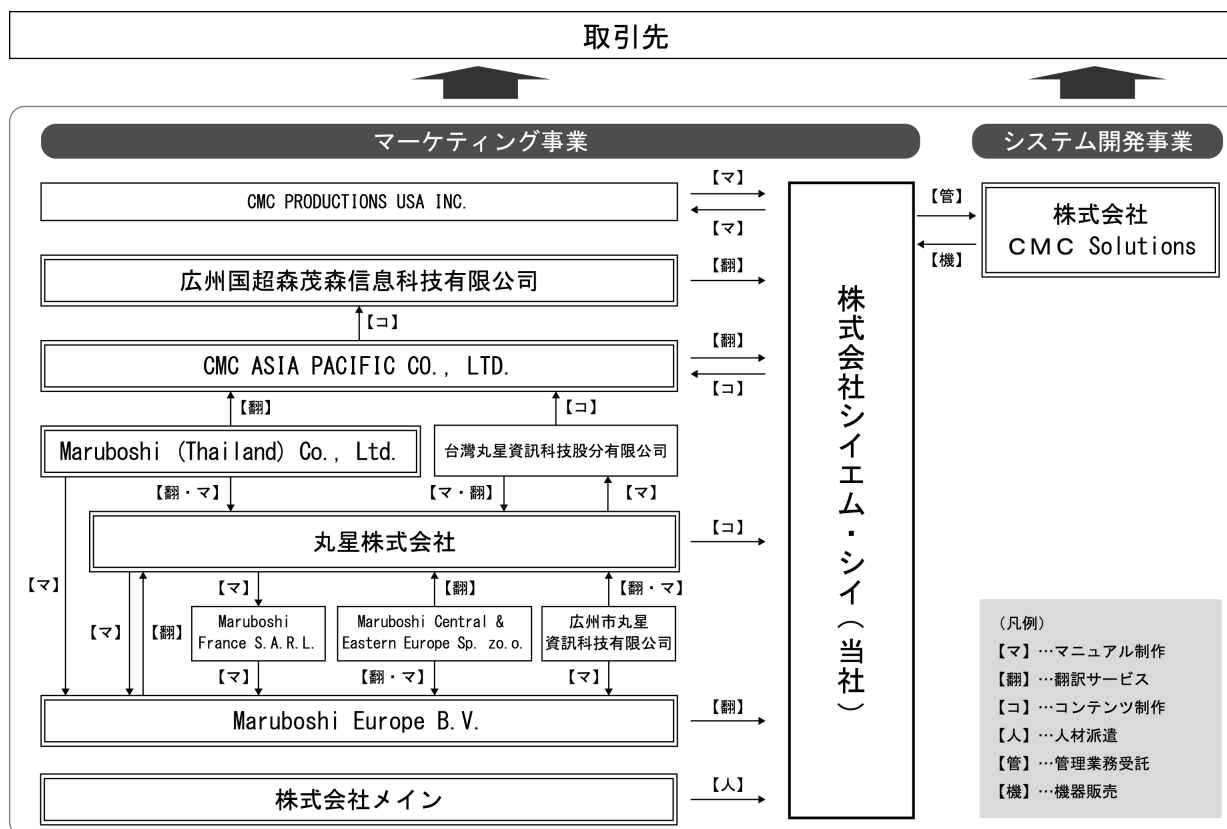 取引先
マーケティング事業
システム開発事業
CMC PRODUCTIONS USA INC.
【マ】
【マ】
【管】
【機】
株式会社
ＣＭＣ Solutions
広州国超森茂森信息科技有限公司
【翻】
【コ】
CMC ASIA PACIFIC CO., LTD.
【翻】
【コ】
【翻】
【コ】
Maruboshi (Thailand) Co., Ltd.
台灣丸星資訊科技股分有限公司
【翻・マ】
【マ・翻】
【マ】
丸星株式会社
【コ】
株式会社シイエム・シイ（当社）
【マ】
【マ】
【翻】
【マ】
【翻】
【翻・マ】
Maruboshi
France S.A.R.L.
Maruboshi Central &
Eastern Europe Sp. zo.o.
広州市丸星
資訊科技有限公司
【マ】
【翻・マ】
【マ】
Maruboshi Europe B.V.
【翻】
株式会社メイン
【人】
（凡例）
【マ】…マニュアル制作
【翻】…翻訳サービス
【コ】…コンテンツ制作
【人】…人材派遣
【管】…管理業務受託
【機】…機器販売